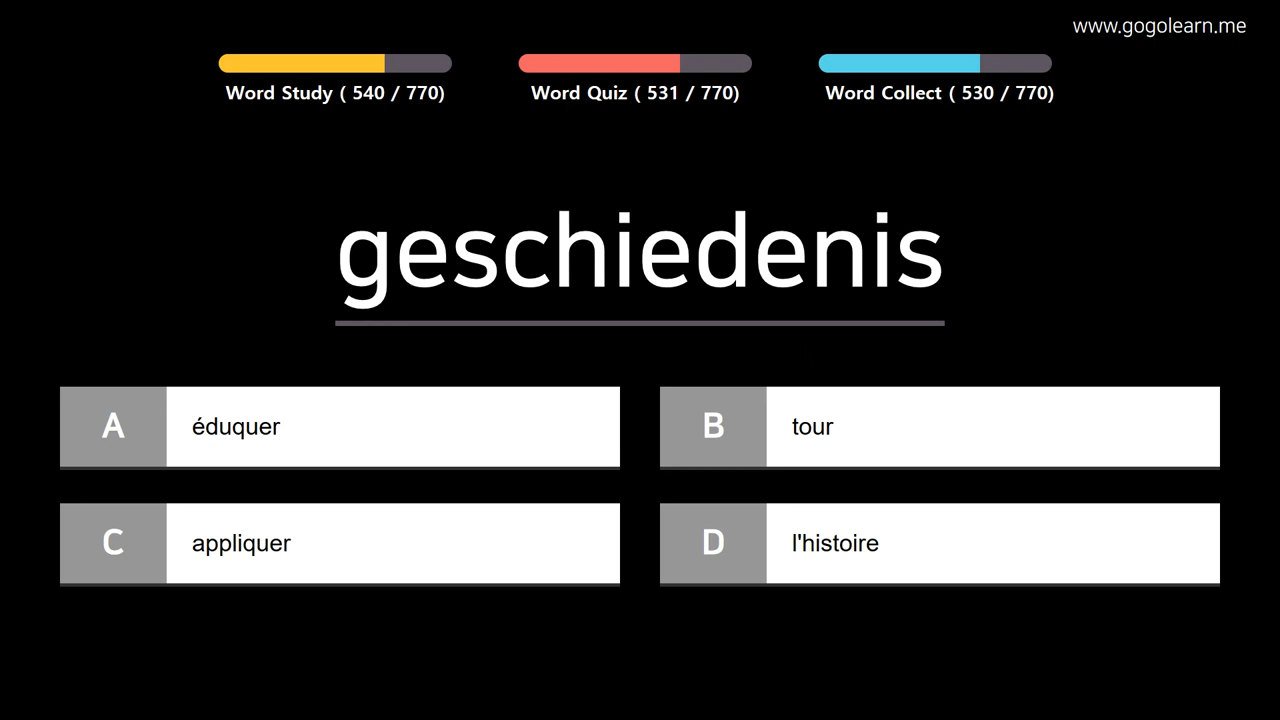 www.gogolearn.me
Word Study ( 540 / 770)
Word Quiz ( 531 / 770)
Word Collect ( 530 / 770)
geschiedenis
A éduquer
B tour
C appliquer
D l'histoire